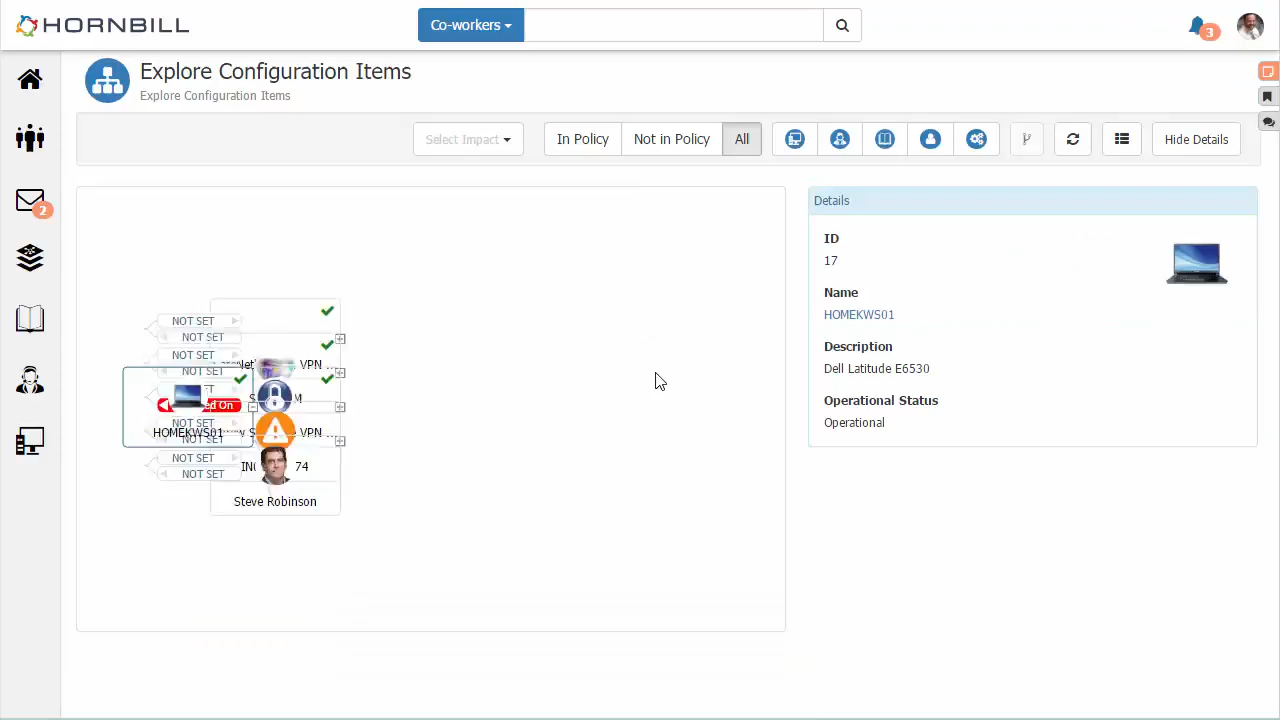 HORNBILL
Co-workers
3
Explore Configuration Items
Explore Configuration Items
Select Impact
In Policy
Not in Policy
All
Hide Details
2
Details
ID
17
Name
HOMEKWS01
Description
Dell Latitude E6530
Operational Status
Operational
NOT SET
NOT SET
NOT SET
VPN ...
NOT SET
HOMEKWS01
NOT SET
VPN ...
NOT SET
NOT SET
74
NOT SET
Steve Robinson